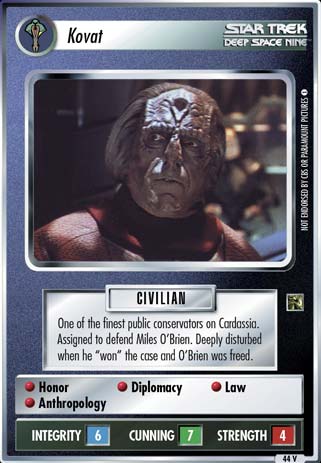 Kovat
STAR TREK
DEEP SPACE NINE
NOT ENDORSED BY CBS OR PARAMOUNT PICTURES
CIVILIAN
One of the finest public conservators on Cardassia.
Assigned to defend Miles O'Brien. Deeply disturbed
when he "won" the case and O'Brien was freed.
Honor Diplomacy Law
Anthropology
INTEGRITY 6 CUNNING 7 STRENGTH 4
44 V